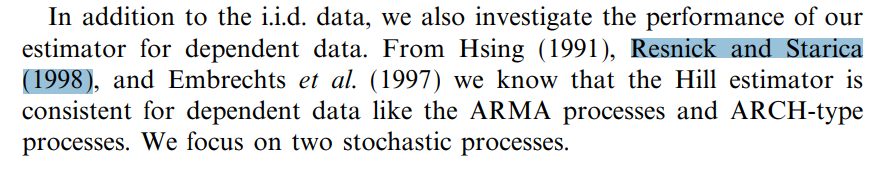 In addition to the i.i.d. data, we also investigate the performance of our
estimator for dependent data. From Hsing (1991), Resnick and Starica
(1998), and Embrechts et al. (1997) we know that the Hill estimator is
consistent for dependent data like the ARMA processes and ARCH-type
processes. We focus on two stochastic processes.